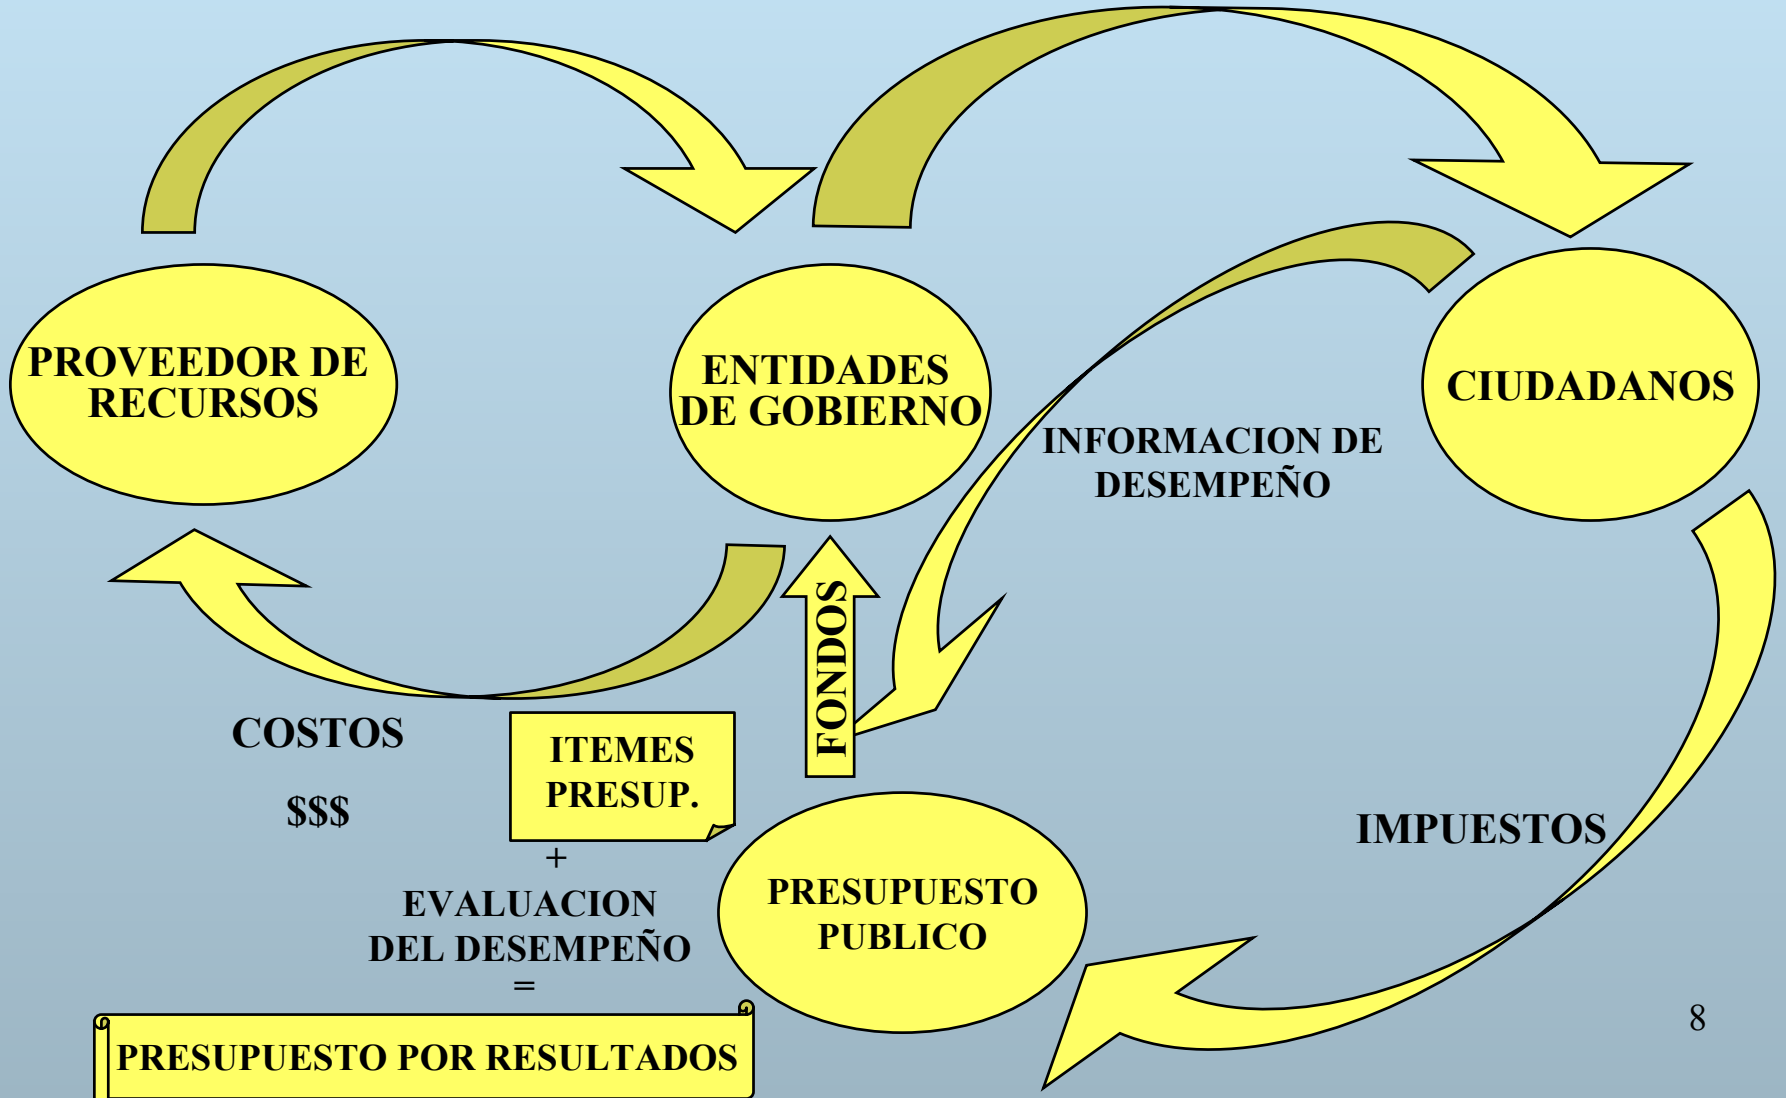 PROVEEDOR DE
RECURSOS
ENTIDADES
DE GOBIERNO
CIUDADANOS
INFORMACION DE
DESEMPEÑO
FONDOS
COSTOS
$$$
ITEMES
PRESUP.
+
EVALUACION
DEL DESEMPEÑO
=
PRESUPUESTO POR RESULTADOS
PRESUPUESTO
PUBLICO
IMPUESTOS
8